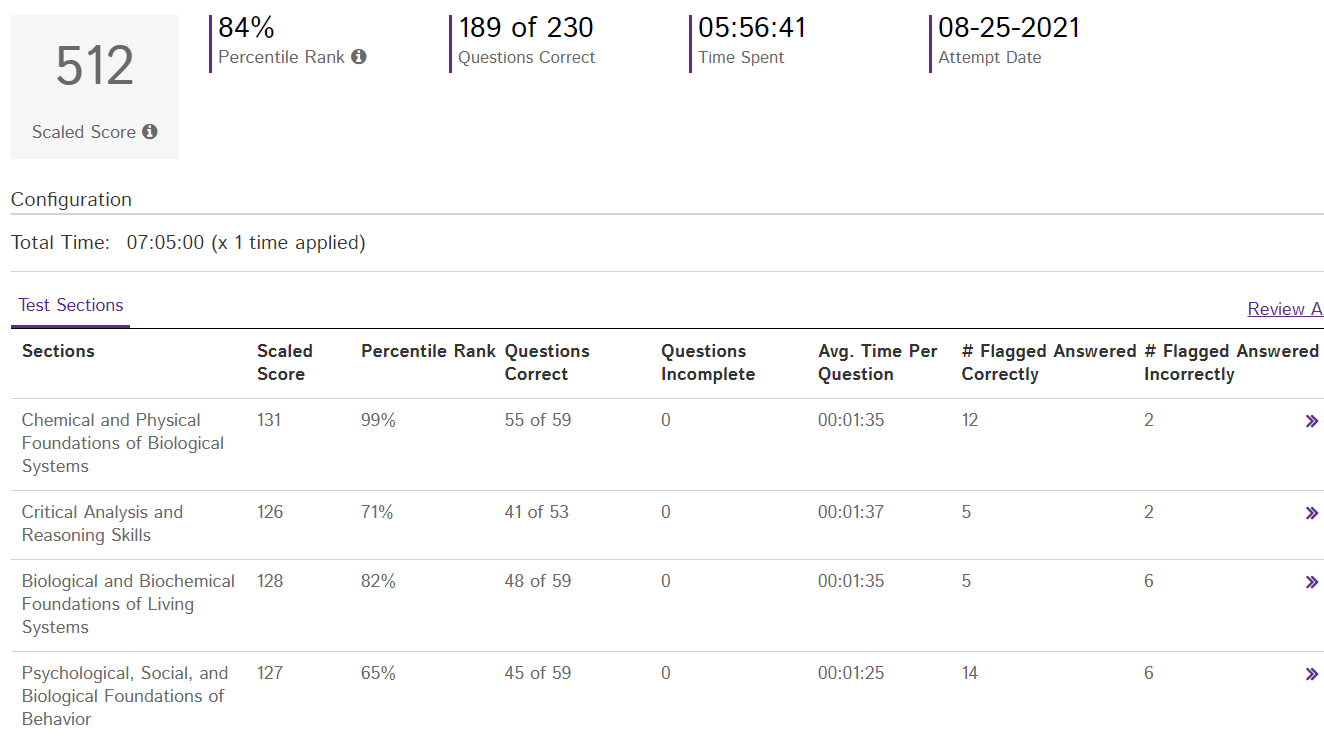 512
Scaled Score
84%
Percentile Rank
189 of 230
Questions Correct
05:56:41
Time Spent
08-25-2021
Attempt Date
Configuration
Total Time: 07:05:00 (x 1 time applied)
Test Sections
Review A
Sections
Scaled
Score
Percentile Rank
Questions
Correct
Questions
Incomplete
Avg. Time Per
Question
# Flagged Answered
Correctly
# Flagged Answered
Incorrectly
Chemical and Physical
Foundations of Biological
Systems
131
99%
55 of 59
0
00:01:35
12
2
Critical Analysis and
Reasoning Skills
126
71%
41 of 53
0
00:01:37
5
2
Biological and Biochemical
Foundations of Living
Systems
128
82%
48 of 59
0
00:01:35
5
6
Psychological, Social, and
Biological Foundations of
Behavior
127
65%
45 of 59
0
00:01:25
14
6